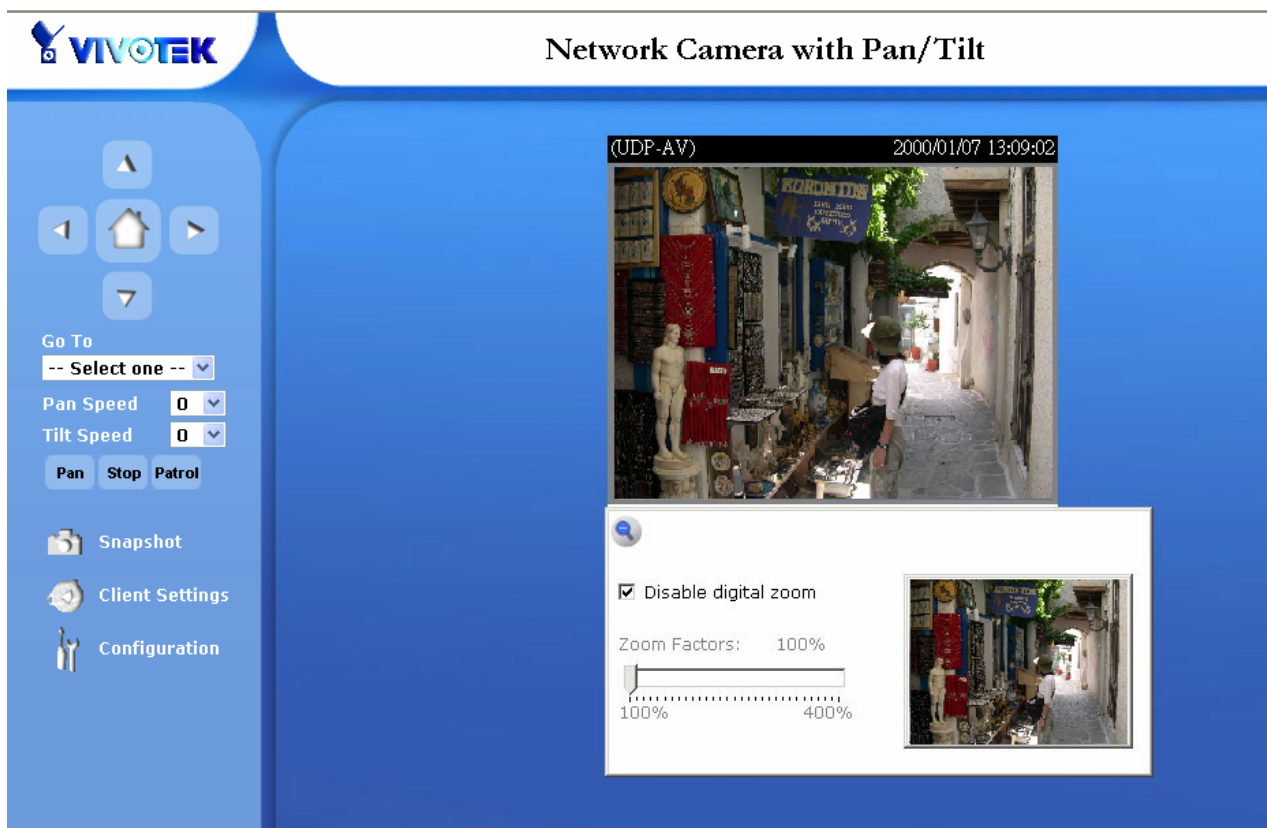 VIVOTEK
Network Camera with Pan/Tilt
(UDP-AV) 2000/01/07 13:09:02
Go To
-- Select one --
Pan Speed 0
Tilt Speed 0
Pan Stop Patrol
Snapshot
Client Settings
Configuration
Disable digital zoom
Zoom Factors: 100%
100% 400%